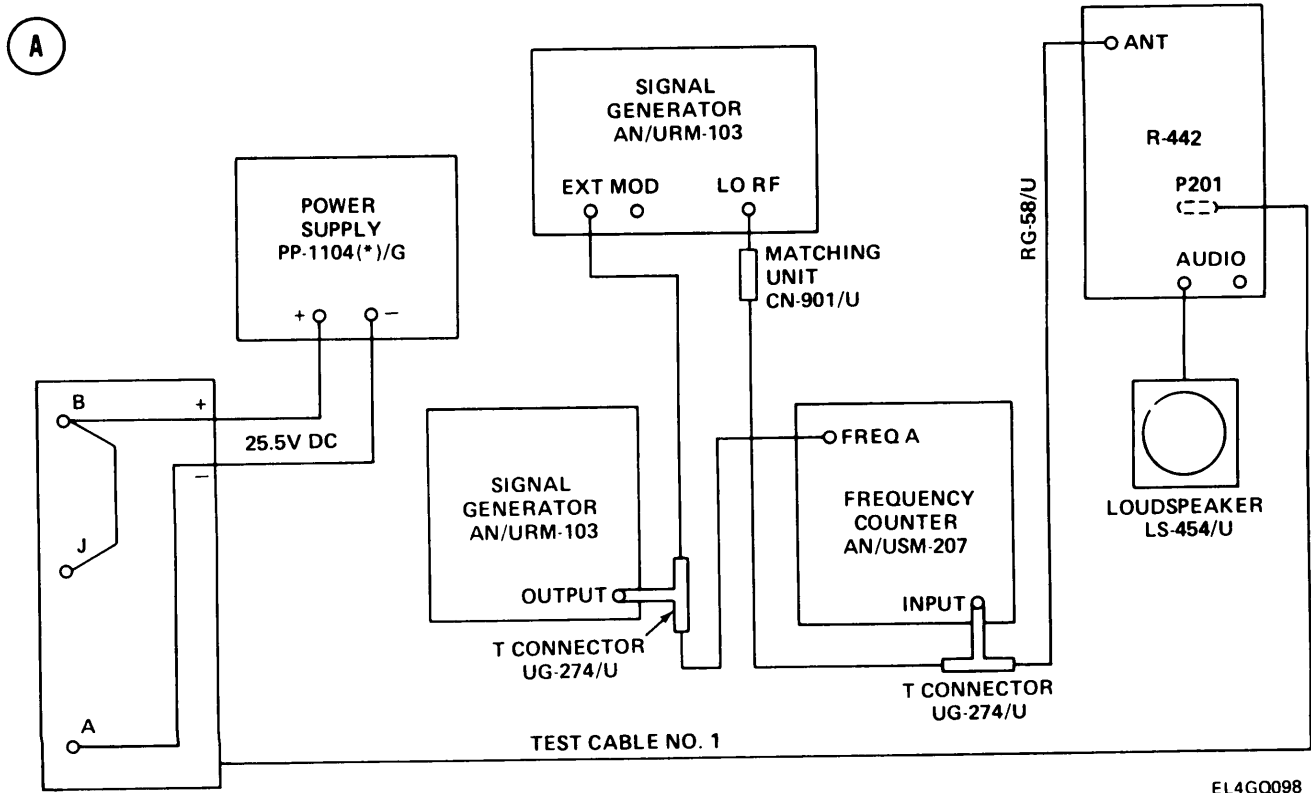 A
SIGNAL
GENERATOR
AN/URM-103
EXT MOD
LO RF
MATCHING
UNIT
CN-901/U
POWER
SUPPLY
PP-1104(*)/G
+
−
B
+
25.5V DC
−
J
A
SIGNAL
GENERATOR
AN/URM-103
OUTPUT
T CONNECTOR
UG-274/U
FREQ A
FREQUENCY
COUNTER
AN/USM-207
INPUT
T CONNECTOR
UG-274/U
RG-58/U
ANT
R-442
P201
AUDIO
LOUDSPEAKER
LS-454/U
TEST CABLE NO. 1
EL4GQ098